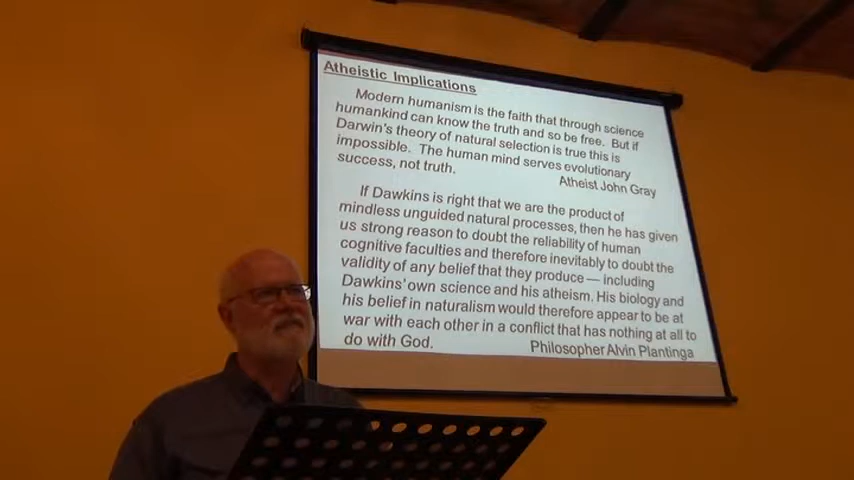 Atheistic Implications
Modern humanism is the faith that through science
humankind can know the truth and so be free. But if
Darwin's theory of natural selection is true this is
impossible. The human mind serves evolutionary
success, not truth.
Atheist John Gray
If Dawkins is right that we are the product of
mindless unguided natural processes, then he has given
us strong reason to doubt the reliability of human
cognitive faculties and therefore inevitably to doubt the
validity of any belief that they produce — including
Dawkins' own science and his atheism. His biology and
his belief in naturalism would therefore appear to be at
war with each other in a conflict that has nothing at all to
do with God.
Philosopher Alvin Plantinga